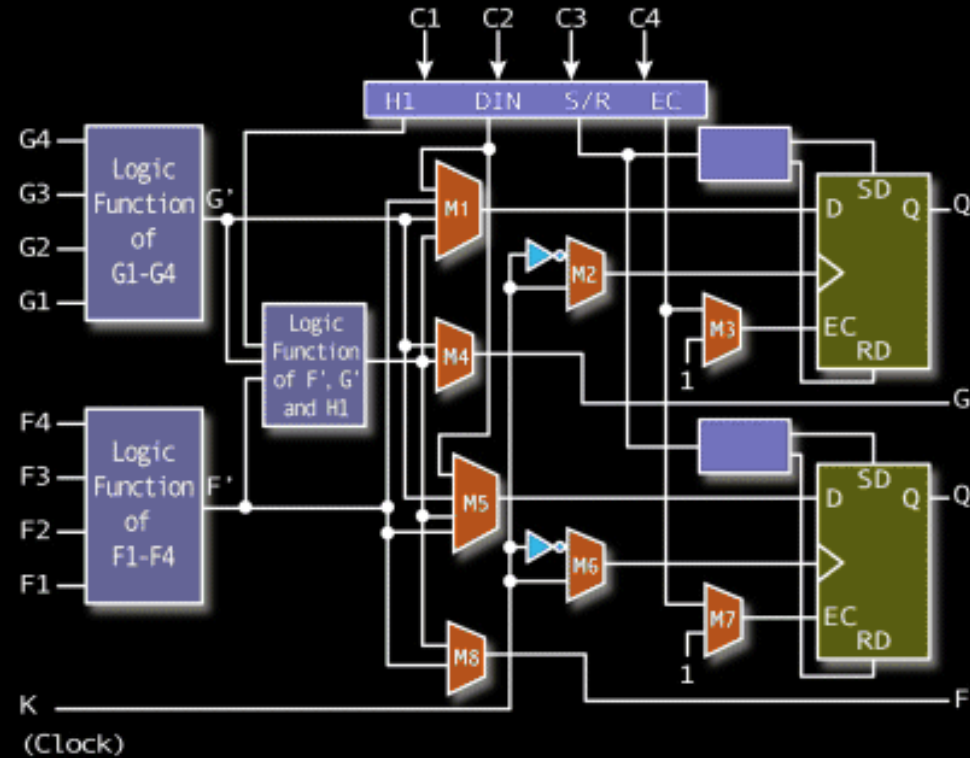 C1 C2 C3 C4
H1 DIN S/R EC
G4
G3
G2
G1
Logic
Function
of
G1-G4
G'
M1
M2
M3
1
SD
D Q
EC
RD
Q
Logic
Function
of F', G'
and H1
M4
G
F4
F3
F2
F1
Logic
Function
of
F1-F4
F'
M5
M6
M7
1
SD
D Q
EC
RD
Q
M8
F
K
(Clock)